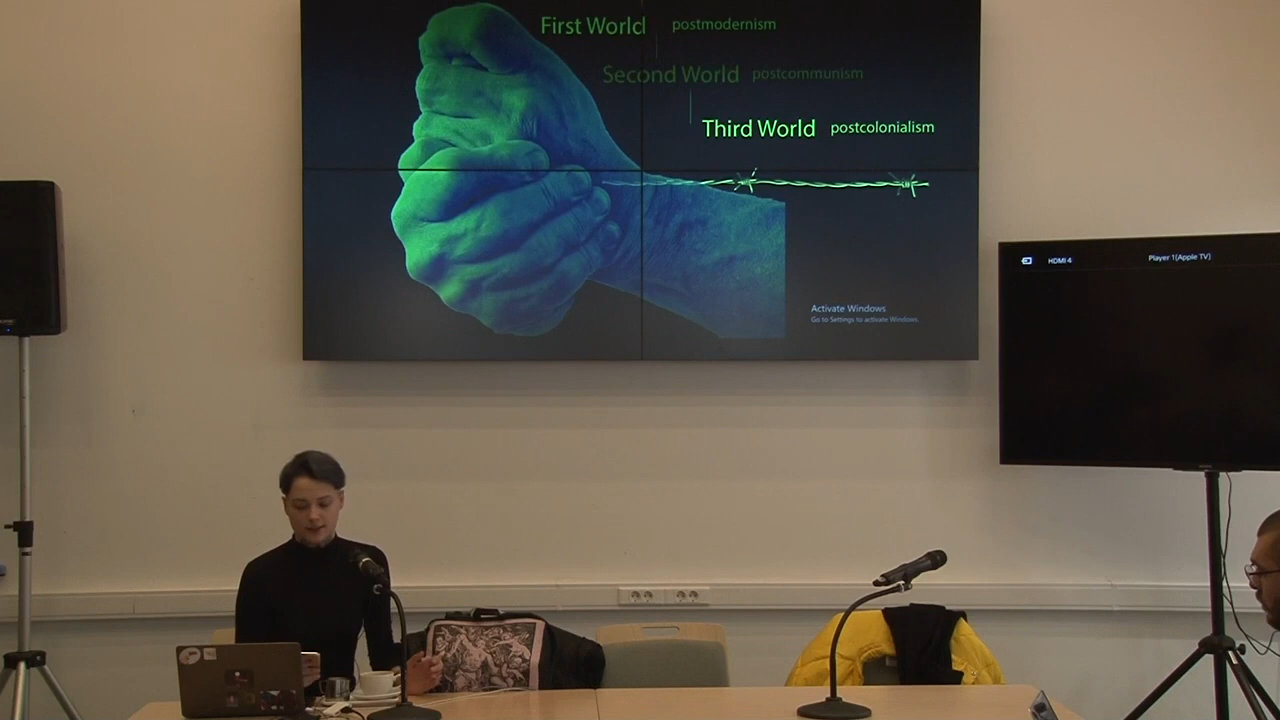 First World postmodernism
Second World postcommunism
Third World postcolonialism
Activate Windows
Go to Settings to activate Windows.
HDMI 4
Player 1(Apple TV)